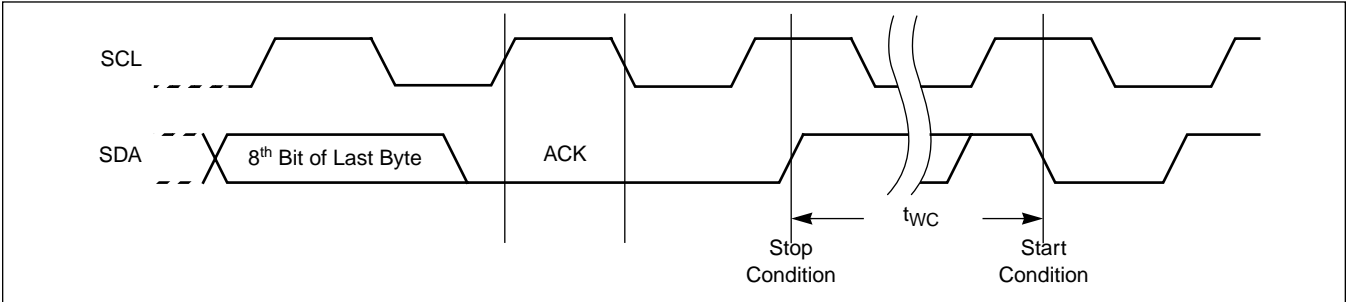 SCL
SDA
8th Bit of Last Byte
ACK
tWC
Stop
Condition
Start
Condition